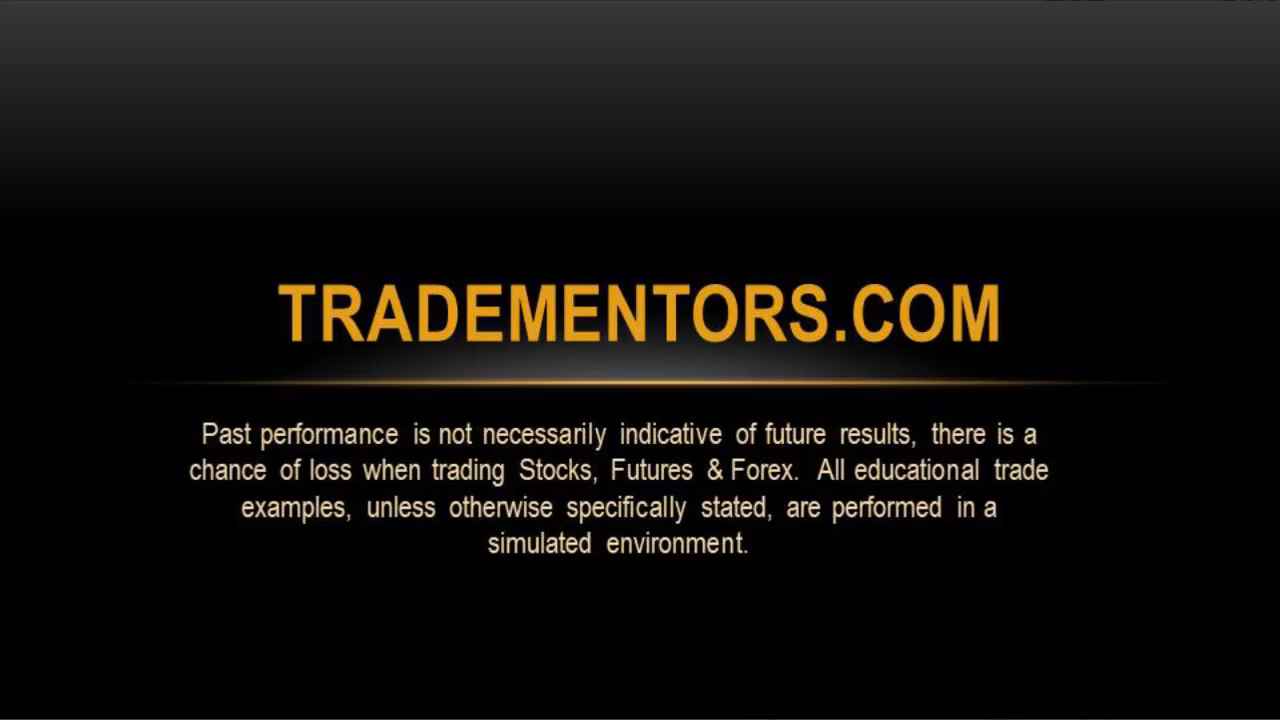 TRADEMENTORS.COM
Past performance is not necessarily indicative of future results, there is a
chance of loss when trading Stocks, Futures & Forex. All educational trade
examples, unless otherwise specifically stated, are performed in a
simulated environment.